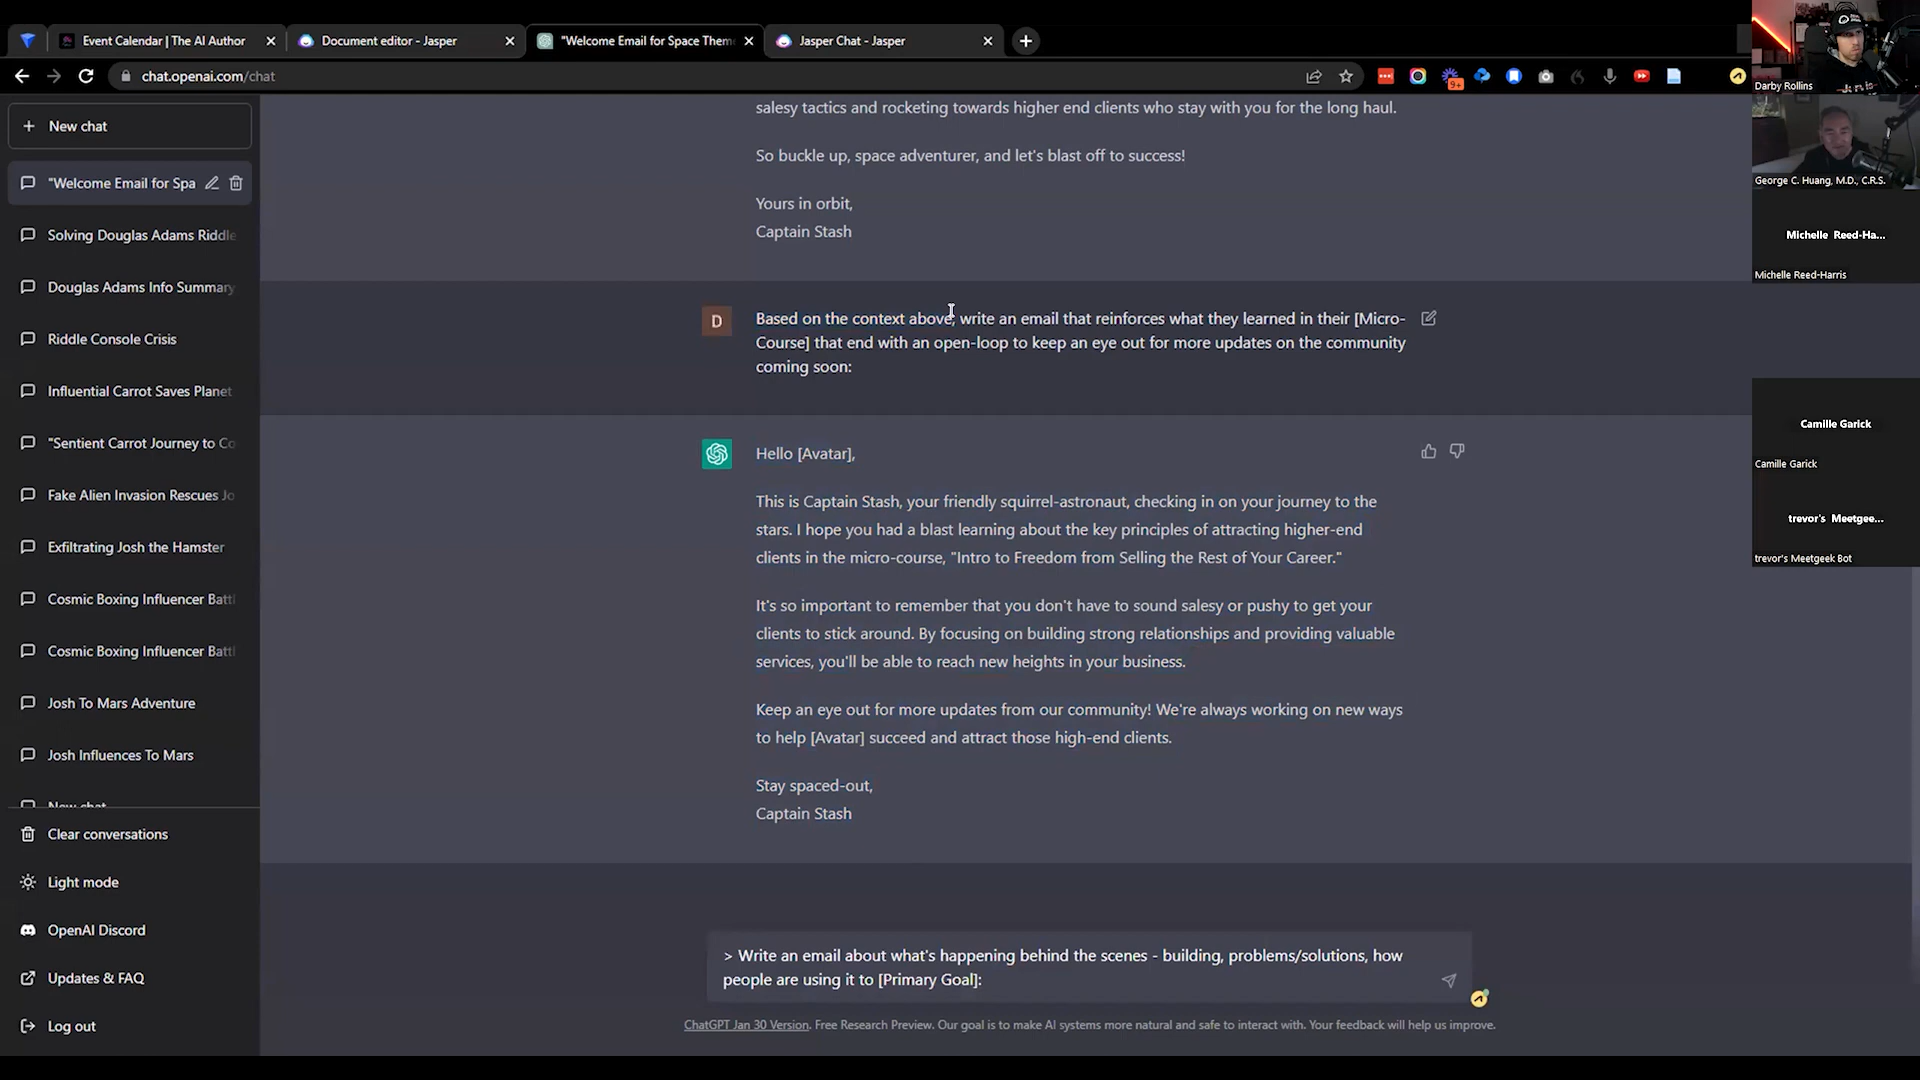 Event Calendar | The AI Author
Document editor - Jasper
"Welcome Email for Space Them
Jasper Chat - Jasper
chat.openai.com/chat
9+
New chat
"Welcome Email for Spa
Solving Douglas Adams Riddle
Douglas Adams Info Summary
Riddle Console Crisis
Influential Carrot Saves Planet
"Sentient Carrot Journey to Co
Fake Alien Invasion Rescues Jo
Exfiltrating Josh the Hamster
Cosmic Boxing Influencer Battl
Cosmic Boxing Influencer Battl
Josh To Mars Adventure
Josh Influences To Mars
New chat
Clear conversations
Light mode
OpenAI Discord
Updates & FAQ
Log out
salesy tactics and rocketing towards higher end clients who stay with you for the long haul.
So buckle up, space adventurer, and let's blast off to success!
Yours in orbit,
Captain Stash
D
Based on the context above, write an email that reinforces what they learned in their [Micro-
Course] that end with an open-loop to keep an eye out for more updates on the community
coming soon:
Hello [Avatar],
This is Captain Stash, your friendly squirrel-astronaut, checking in on your journey to the
stars. I hope you had a blast learning about the key principles of attracting higher-end
clients in the micro-course, "Intro to Freedom from Selling the Rest of Your Career."
It's so important to remember that you don't have to sound salesy or pushy to get your
clients to stick around. By focusing on building strong relationships and providing valuable
services, you'll be able to reach new heights in your business.
Keep an eye out for more updates from our community! We're always working on new ways
to help [Avatar] succeed and attract those high-end clients.
Stay spaced-out,
Captain Stash
> Write an email about what's happening behind the scenes - building, problems/solutions, how
people are using it to [Primary Goal]:
ChatGPT Jan 30 Version. Free Research Preview. Our goal is to make AI systems more natural and safe to interact with. Your feedback will help us improve.
Darby Rollins
George C. Huang, M.D., C.R.S.
Michelle Reed-Ha...
Michelle Reed-Harris
Camille Garick
Camille Garick
trevor's Meetgee...
trevor's Meetgeek Bot